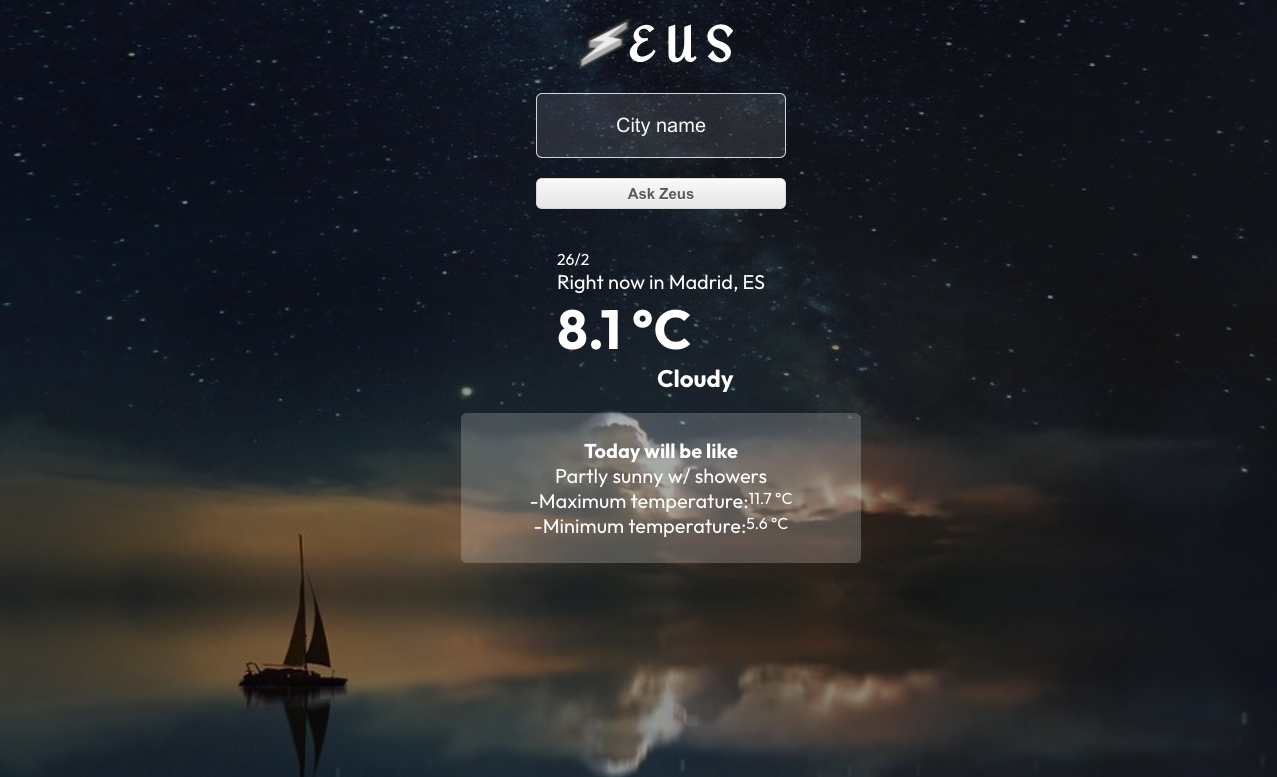 ⚡EUS
City name
Ask Zeus
26/2
Right now in Madrid, ES
8.1 °C
Cloudy
Today will be like
Partly sunny w/ showers
-Maximum temperature:11.7 °C
-Minimum temperature:5.6 °C